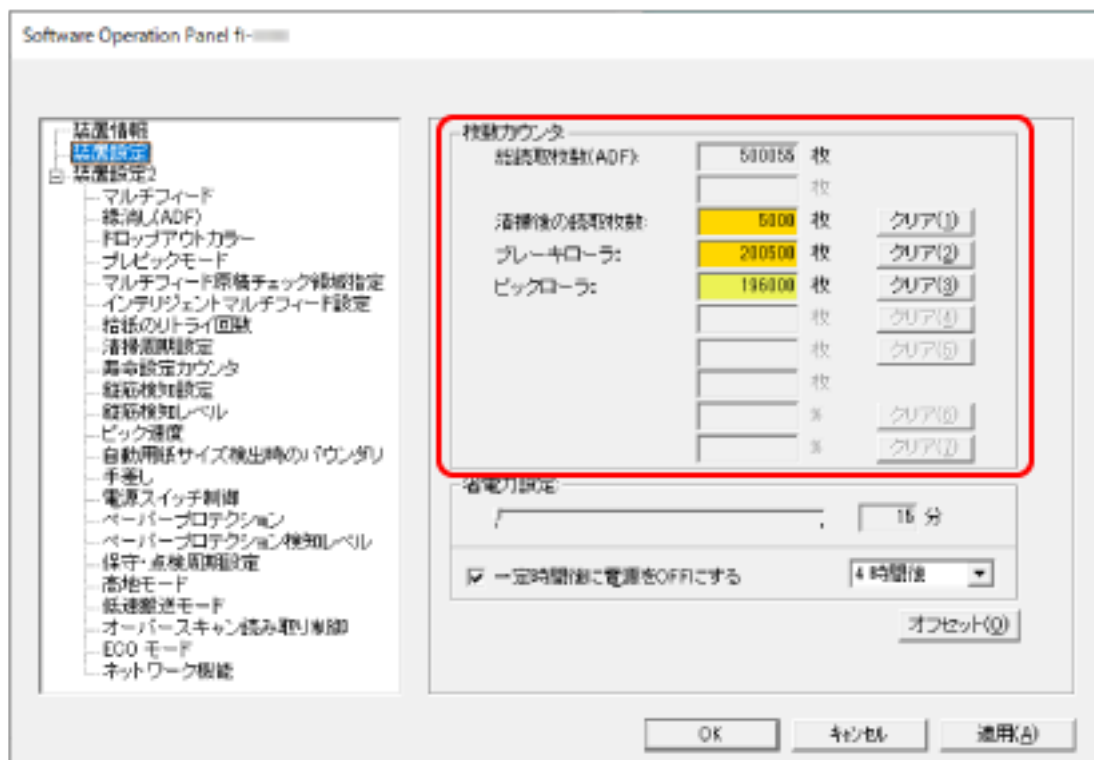 Software Operation Panel fi-
装置情報
装置設定
装置設定2
マルチフィード
縁消し(ADF)
ドロップアウトカラー
プレピックモード
マルチフィード原稿チェック領域指定
インテリジェントマルチフィード設定
給紙のリトライ回数
清掃周期設定
寿命設定カウンタ
縦筋検知設定
縦筋検知レベル
ピック速度
自動用紙サイズ検出時のバウンダリ
手差し
電源スイッチ制御
ペーパープロテクション
ペーパープロテクション検知レベル
保守・点検周期設定
高地モード
低速搬送モード
オーバースキャン読み取り制御
ECO モード
ネットワーク機能
枚数カウンタ
総読取枚数(ADF): 500055 枚
枚
清掃後の読取枚数: 5000 枚 クリア(1)
ブレーキローラ: 200500 枚 クリア(2)
ピックローラ: 196000 枚 クリア(3)
枚 クリア(4)
枚 クリア(5)
枚
% クリア(6)
% クリア(7)
省電力設定
15 分
一定時間後に電源をOFFにする 4 時間後
オフセット(O)
OK キャンセル 適用(A)